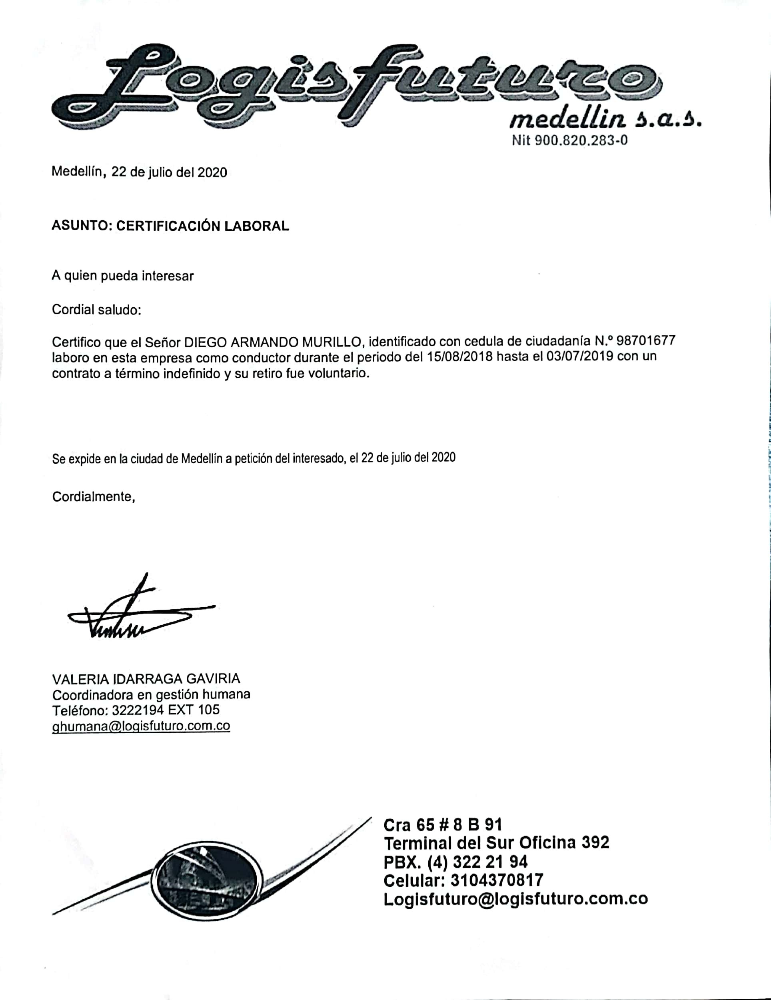 Logisfuturo
medellin s.a.s.
Nit 900.820.283-0
Medellín, 22 de julio del 2020
ASUNTO: CERTIFICACIÓN LABORAL
A quien pueda interesar
Cordial saludo:
Certifico que el Señor DIEGO ARMANDO MURILLO, identificado con cedula de ciudadanía N.º 98701677
laboro en esta empresa como conductor durante el periodo del 15/08/2018 hasta el 03/07/2019 con un
contrato a término indefinido y su retiro fue voluntario.
Se expide en la ciudad de Medellín a petición del interesado, el 22 de julio del 2020
Cordialmente,
VALERIA IDARRAGA GAVIRIA
Coordinadora en gestión humana
Teléfono: 3222194 EXT 105
ghumana@logisfuturo.com.co
Cra 65 # 8 B 91
Terminal del Sur Oficina 392
PBX. (4) 322 21 94
Celular: 3104370817
Logisfuturo@logisfuturo.com.co